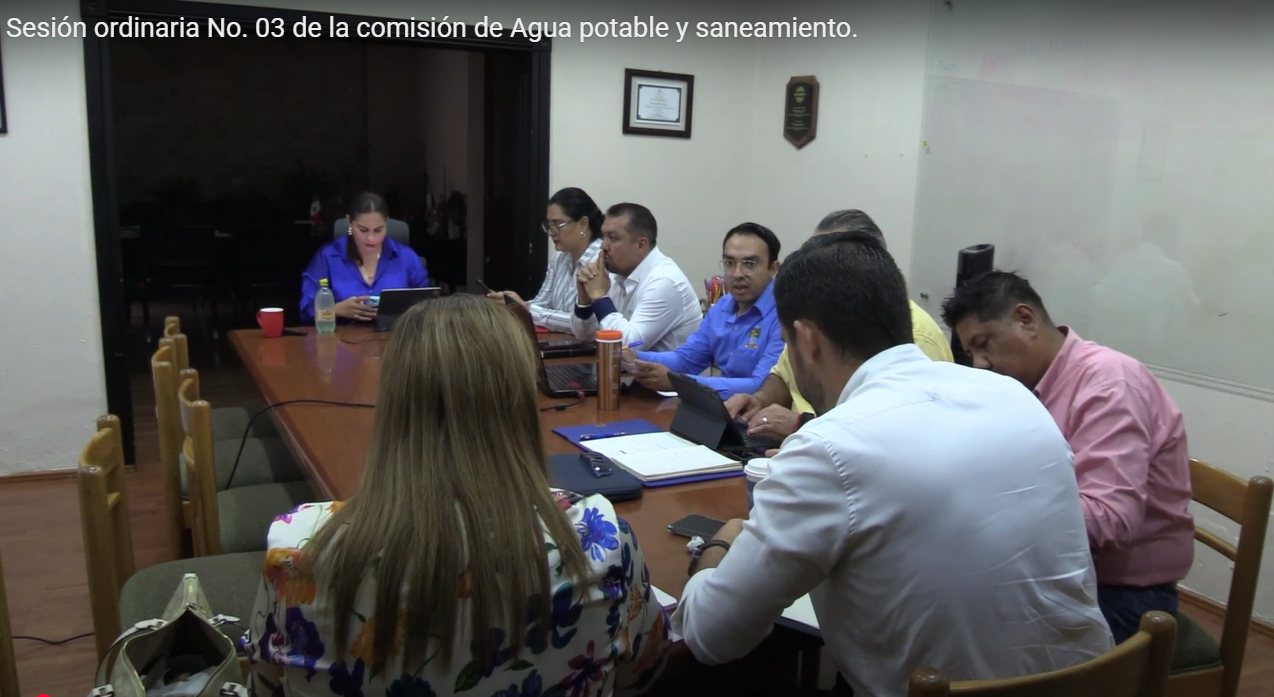 Sesión ordinaria No. 03 de la comisión de Agua potable y saneamiento.